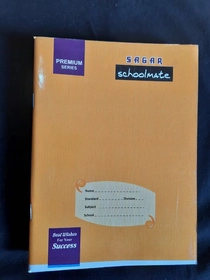 PREMIUM
SERIES
SAGAR
schoolmate
Name
Standard Division
Subject
School
Best Wishes
For Your
Success